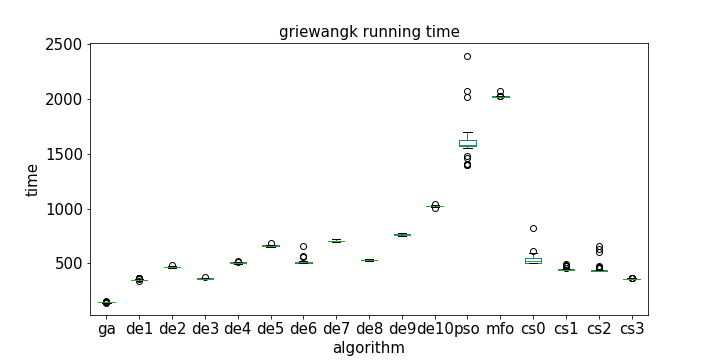 griewangk running time
2500
2000
1500
1000
500
time
ga de1 de2 de3 de4 de5 de6 de7 de8 de9 de10 pso mfo cs0 cs1 cs2 cs3
algorithm